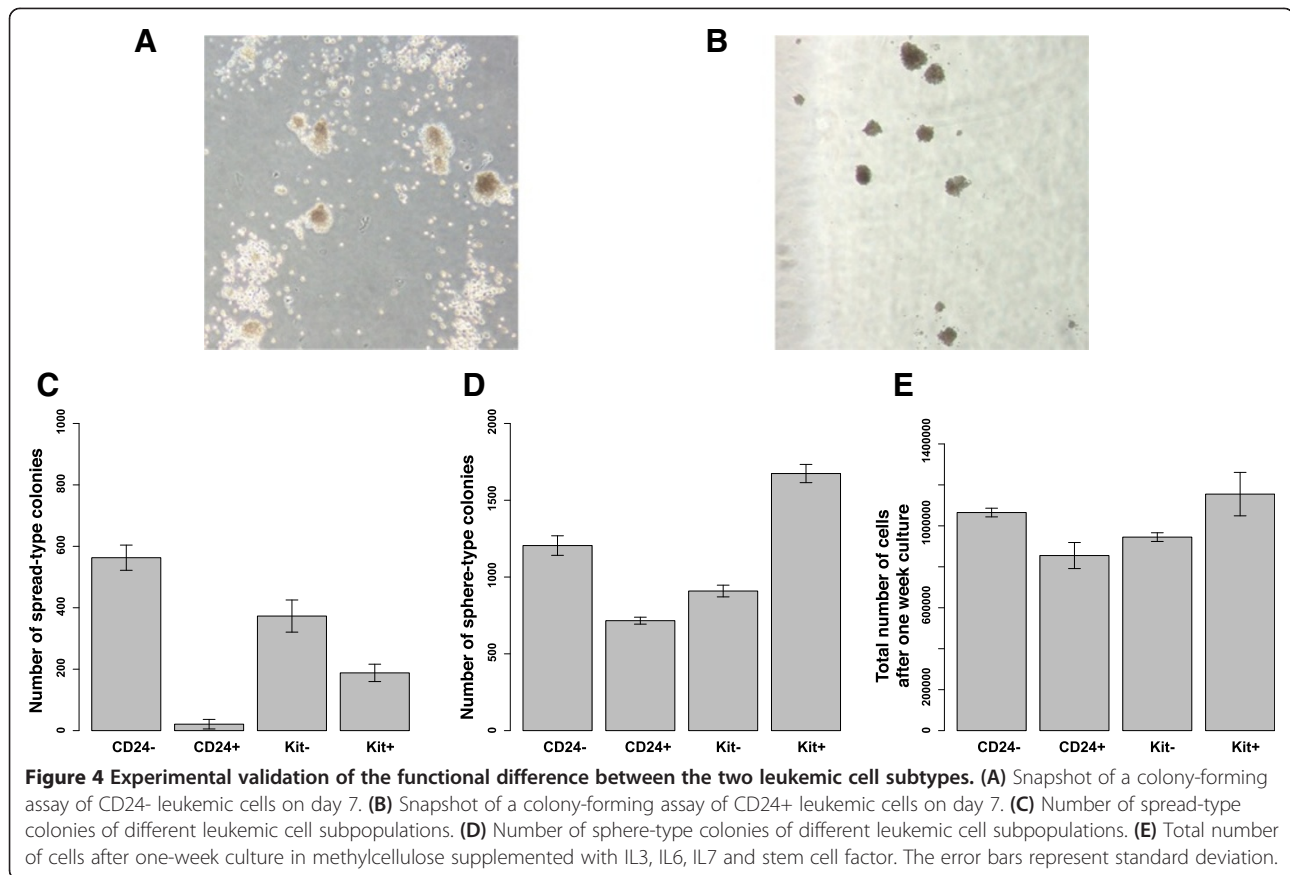 A
B
C
D
E
Number of spread-type colonies
0
200
400
600
800
1000
CD24-
CD24+
Kit-
Kit+
Number of sphere-type colonies
0
500
1000
1500
2000
CD24-
CD24+
Kit-
Kit+
Total number of cells
after one week culture
0
200000
600000
1000000
1400000
CD24-
CD24+
Kit-
Kit+
Figure 4 Experimental validation of the functional difference between the two leukemic cell subtypes. (A) Snapshot of a colony-forming
assay of CD24- leukemic cells on day 7. (B) Snapshot of a colony-forming assay of CD24+ leukemic cells on day 7. (C) Number of spread-type
colonies of different leukemic cell subpopulations. (D) Number of sphere-type colonies of different leukemic cell subpopulations. (E) Total number
of cells after one-week culture in methylcellulose supplemented with IL3, IL6, IL7 and stem cell factor. The error bars represent standard deviation.